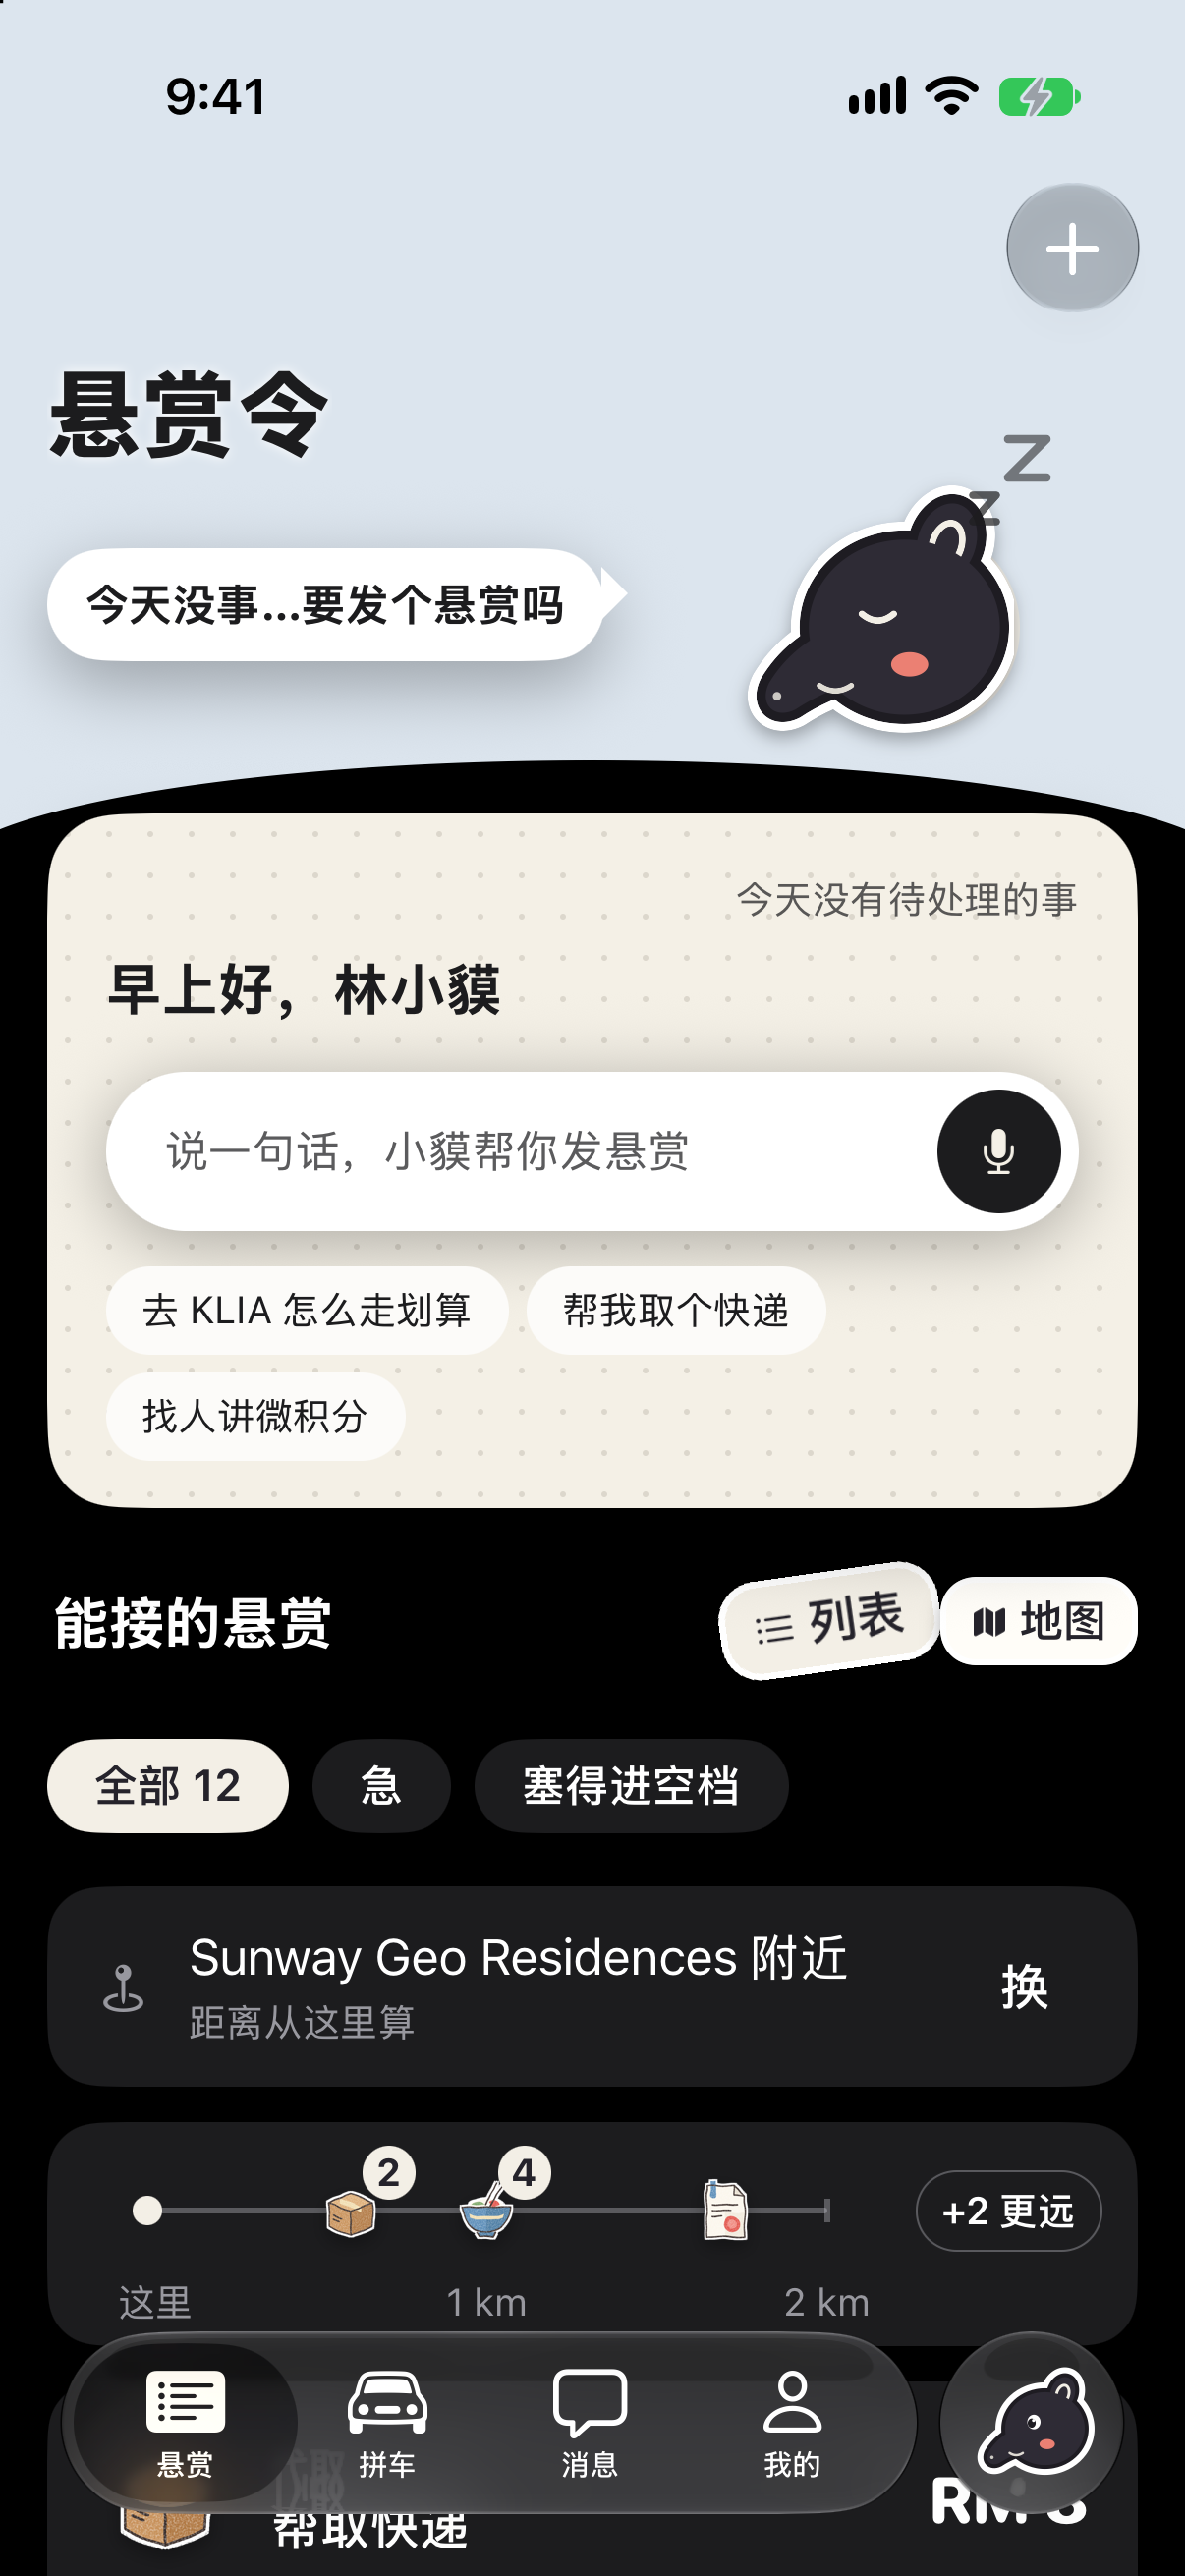 9:41
悬赏令
Z
z
今天没事...要发个悬赏吗
今天没有待处理的事
早上好，林小貘
说一句话，小貘帮你发悬赏
去 KLIA 怎么走划算
帮我取个快递
找人讲微积分
能接的悬赏
列表
地图
全部 12
急
塞得进空档
Sunway Geo Residences 附近
距离从这里算
换
2
4
+2 更远
这里
1 km
2 km
悬赏
拼车
消息
我的
帮取快递